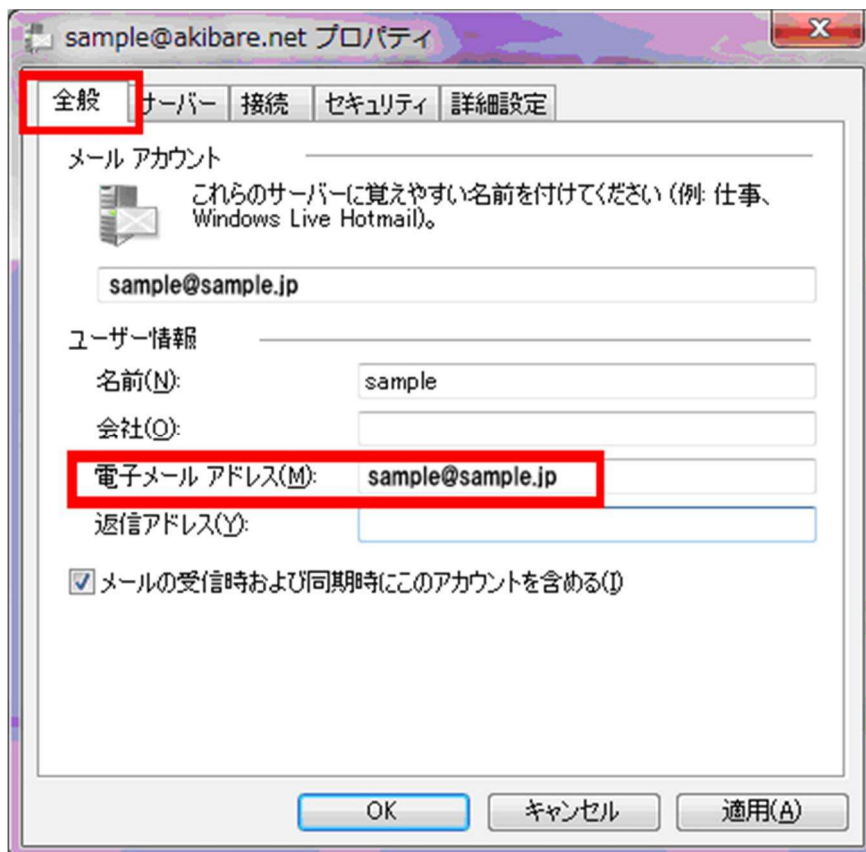 sample@akibare.net プロパティ
全般 サーバー 接続 セキュリティ 詳細設定
メール アカウント
これらのサーバーに覚えやすい名前を付けてください (例: 仕事、
Windows Live Hotmail)。
sample@sample.jp
ユーザー情報
名前(N): sample
会社(O):
電子メール アドレス(M): sample@sample.jp
返信アドレス(Y):
メールの受信時および同期時にこのアカウントを含める(I)
OK キャンセル 適用(A)